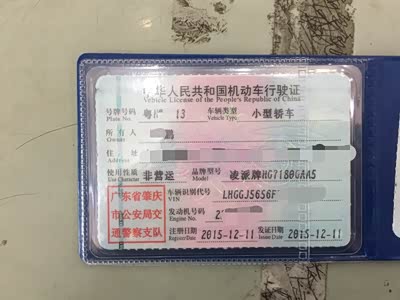 中华人民共和国机动车行驶证
Vehicle License of the People's Republic of China
号牌号码 粤 13 车辆类型 小型轿车
Plate No. Vehicle Type
所有人 鹏
Owner
住址
Address
使用性质 非营运 品牌型号 凌派牌HG7180GAA5
Use Character Model
广东省肇庆市公安局交通警察支队
车辆识别代号 LHGGJ5656F
VIN
发动机号码
Engine No.
注册日期 2015-12-11 发证日期 2015-12-11
Register Date Issue Date